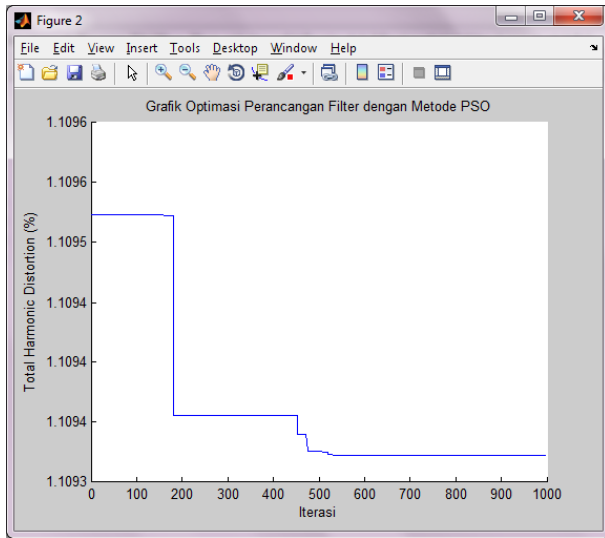 Figure 2
File Edit View Insert Tools Desktop Window Help
Grafik Optimasi Perancangan Filter dengan Metode PSO
Total Harmonic Distortion (%)
1.1096
1.1096
1.1095
1.1094
1.1094
1.1094
1.1093
0 100 200 300 400 500 600 700 800 900 1000
Iterasi